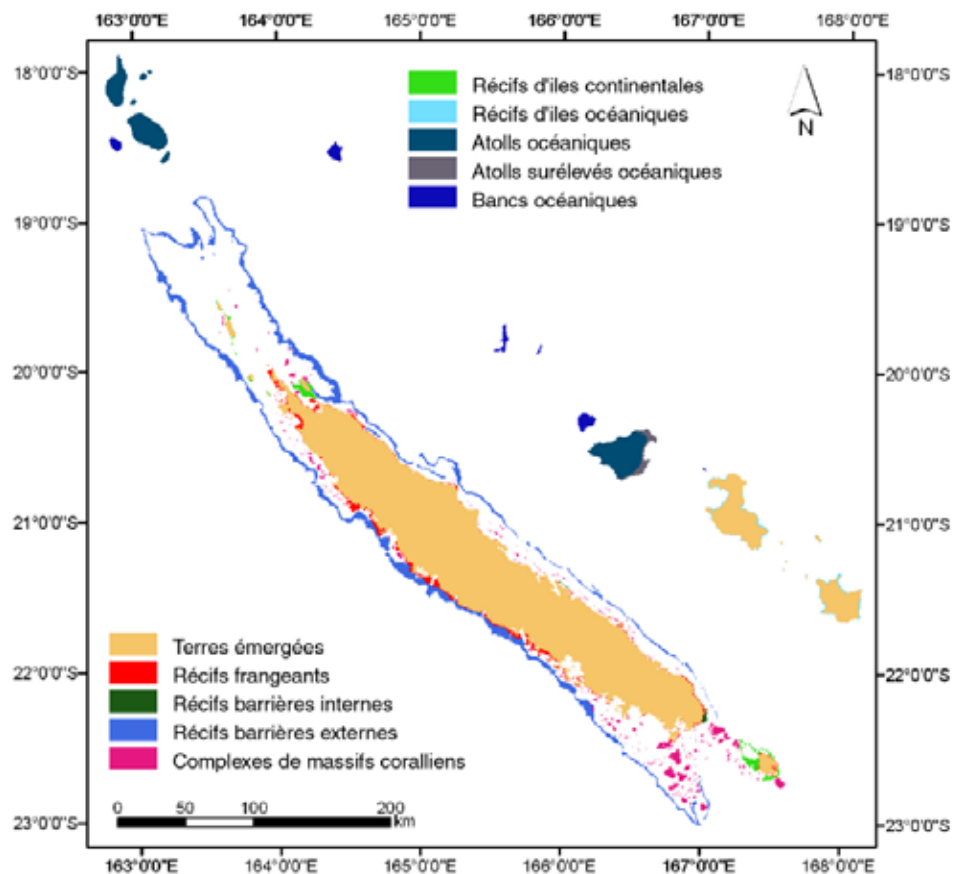 163°0'0"E 164°0'0"E 165°0'0"E 166°0'0"E 167°0'0"E 168°0'0"E
18°0'0"S 18°0'0"S
Récifs d'iles continentales
Récifs d'iles océaniques
Atolls océaniques
Atolls surélevés océaniques
Bancs océaniques
N
19°0'0"S 19°0'0"S
20°0'0"S 20°0'0"S
21°0'0"S 21°0'0"S
22°0'0"S 22°0'0"S
Terres émergées
Récifs frangeants
Récifs barrières internes
Récifs barrières externes
Complexes de massifs coralliens
0 50 100 200
km
23°0'0"S 23°0'0"S
163°0'0"E 164°0'0"E 165°0'0"E 166°0'0"E 167°0'0"E 168°0'0"E